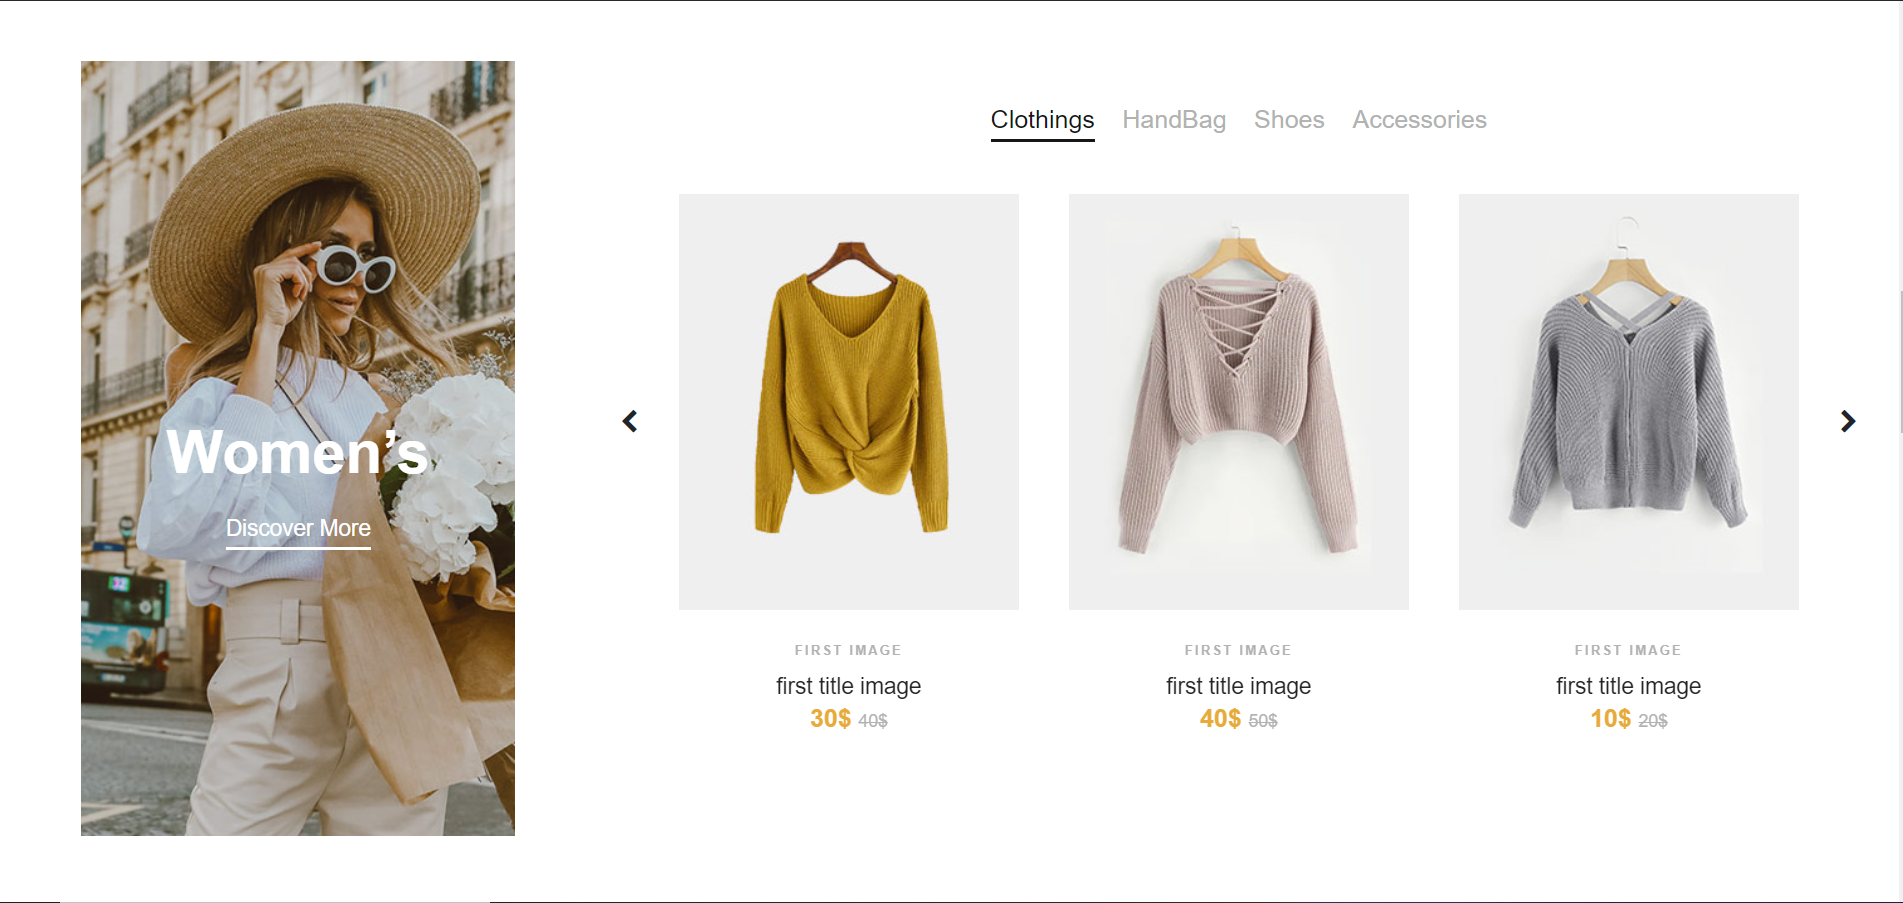 Clothings HandBag Shoes Accessories
Women's
Discover More
FIRST IMAGE
first title image
30$ 40$
FIRST IMAGE
first title image
40$ 50$
FIRST IMAGE
first title image
10$ 20$
32